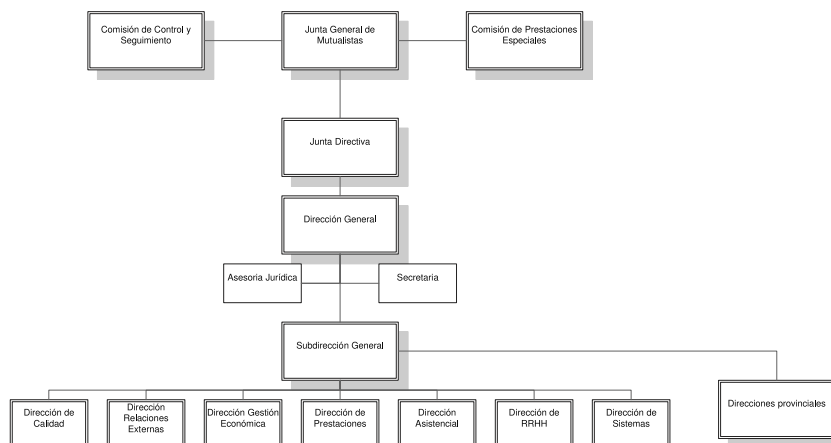 Comisión de Control y
Seguimiento
Junta General de
Mutualistas
Comisión de Prestaciones
Especiales
Junta Directiva
Dirección General
Asesoria Jurídica
Secretaria
Subdirección General
Dirección de
Calidad
Dirección
Relaciones
Externas
Dirección Gestión
Económica
Dirección de
Prestaciones
Dirección
Asistencial
Dirección de
RRHH
Dirección de
Sistemas
Direcciones provinciales